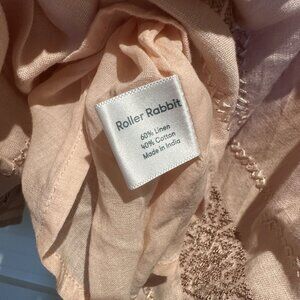 Roller Rabbit
60% Linen
40% Cotton
Made in India